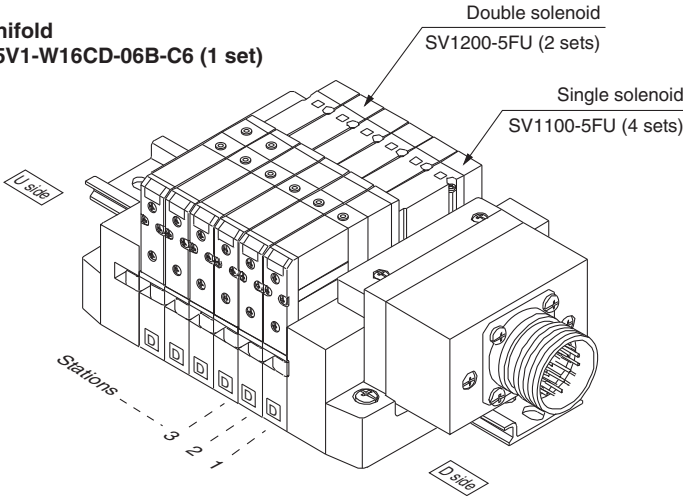 nifold
5V1-W16CD-06B-C6 (1 set)
Double solenoid
SV1200-5FU (2 sets)
Single solenoid
SV1100-5FU (4 sets)
U side
D D D D D D
Stations
3
2
1
D side